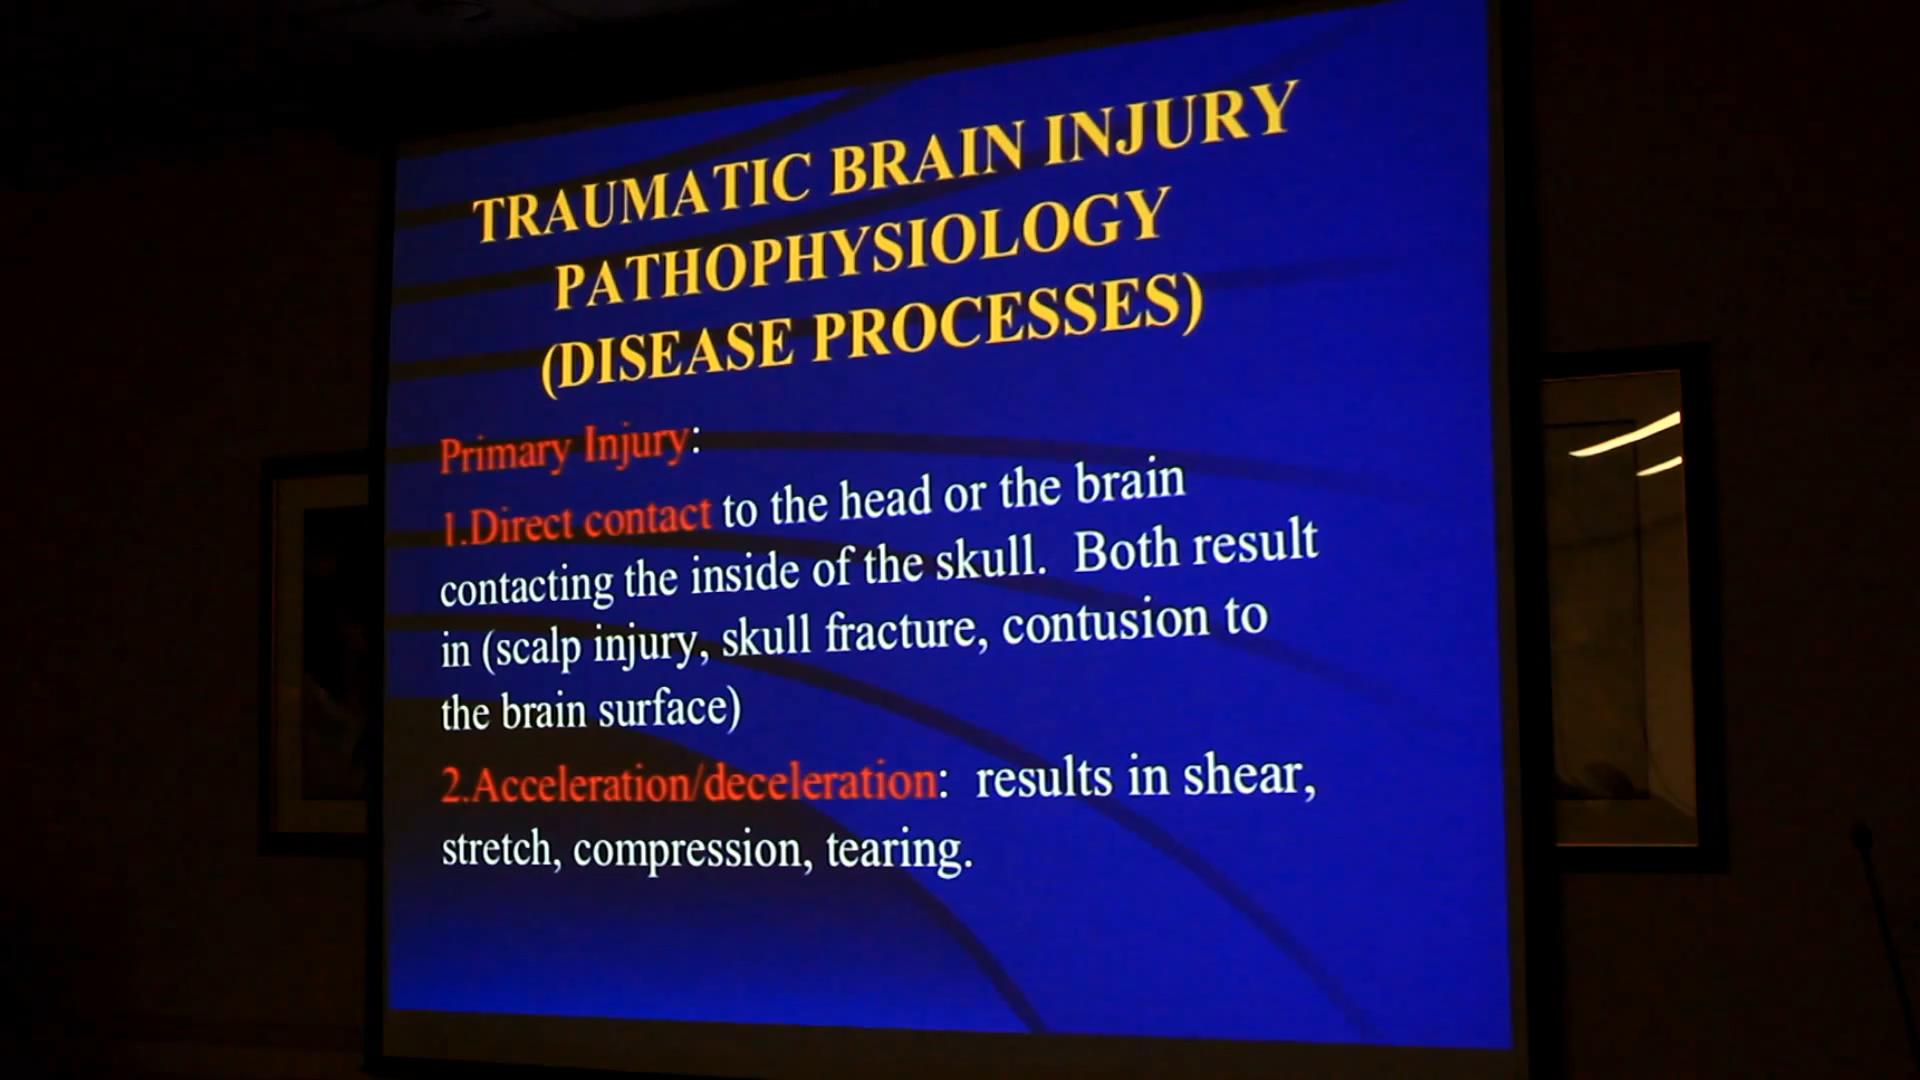 TRAUMATIC BRAIN INJURY
PATHOPHYSIOLOGY
(DISEASE PROCESSES)
Primary Injury:
1.Direct contact to the head or the brain
contacting the inside of the skull.  Both result
in (scalp injury, skull fracture, contusion to
the brain surface)
2.Acceleration/deceleration:  results in shear,
stretch, compression, tearing.